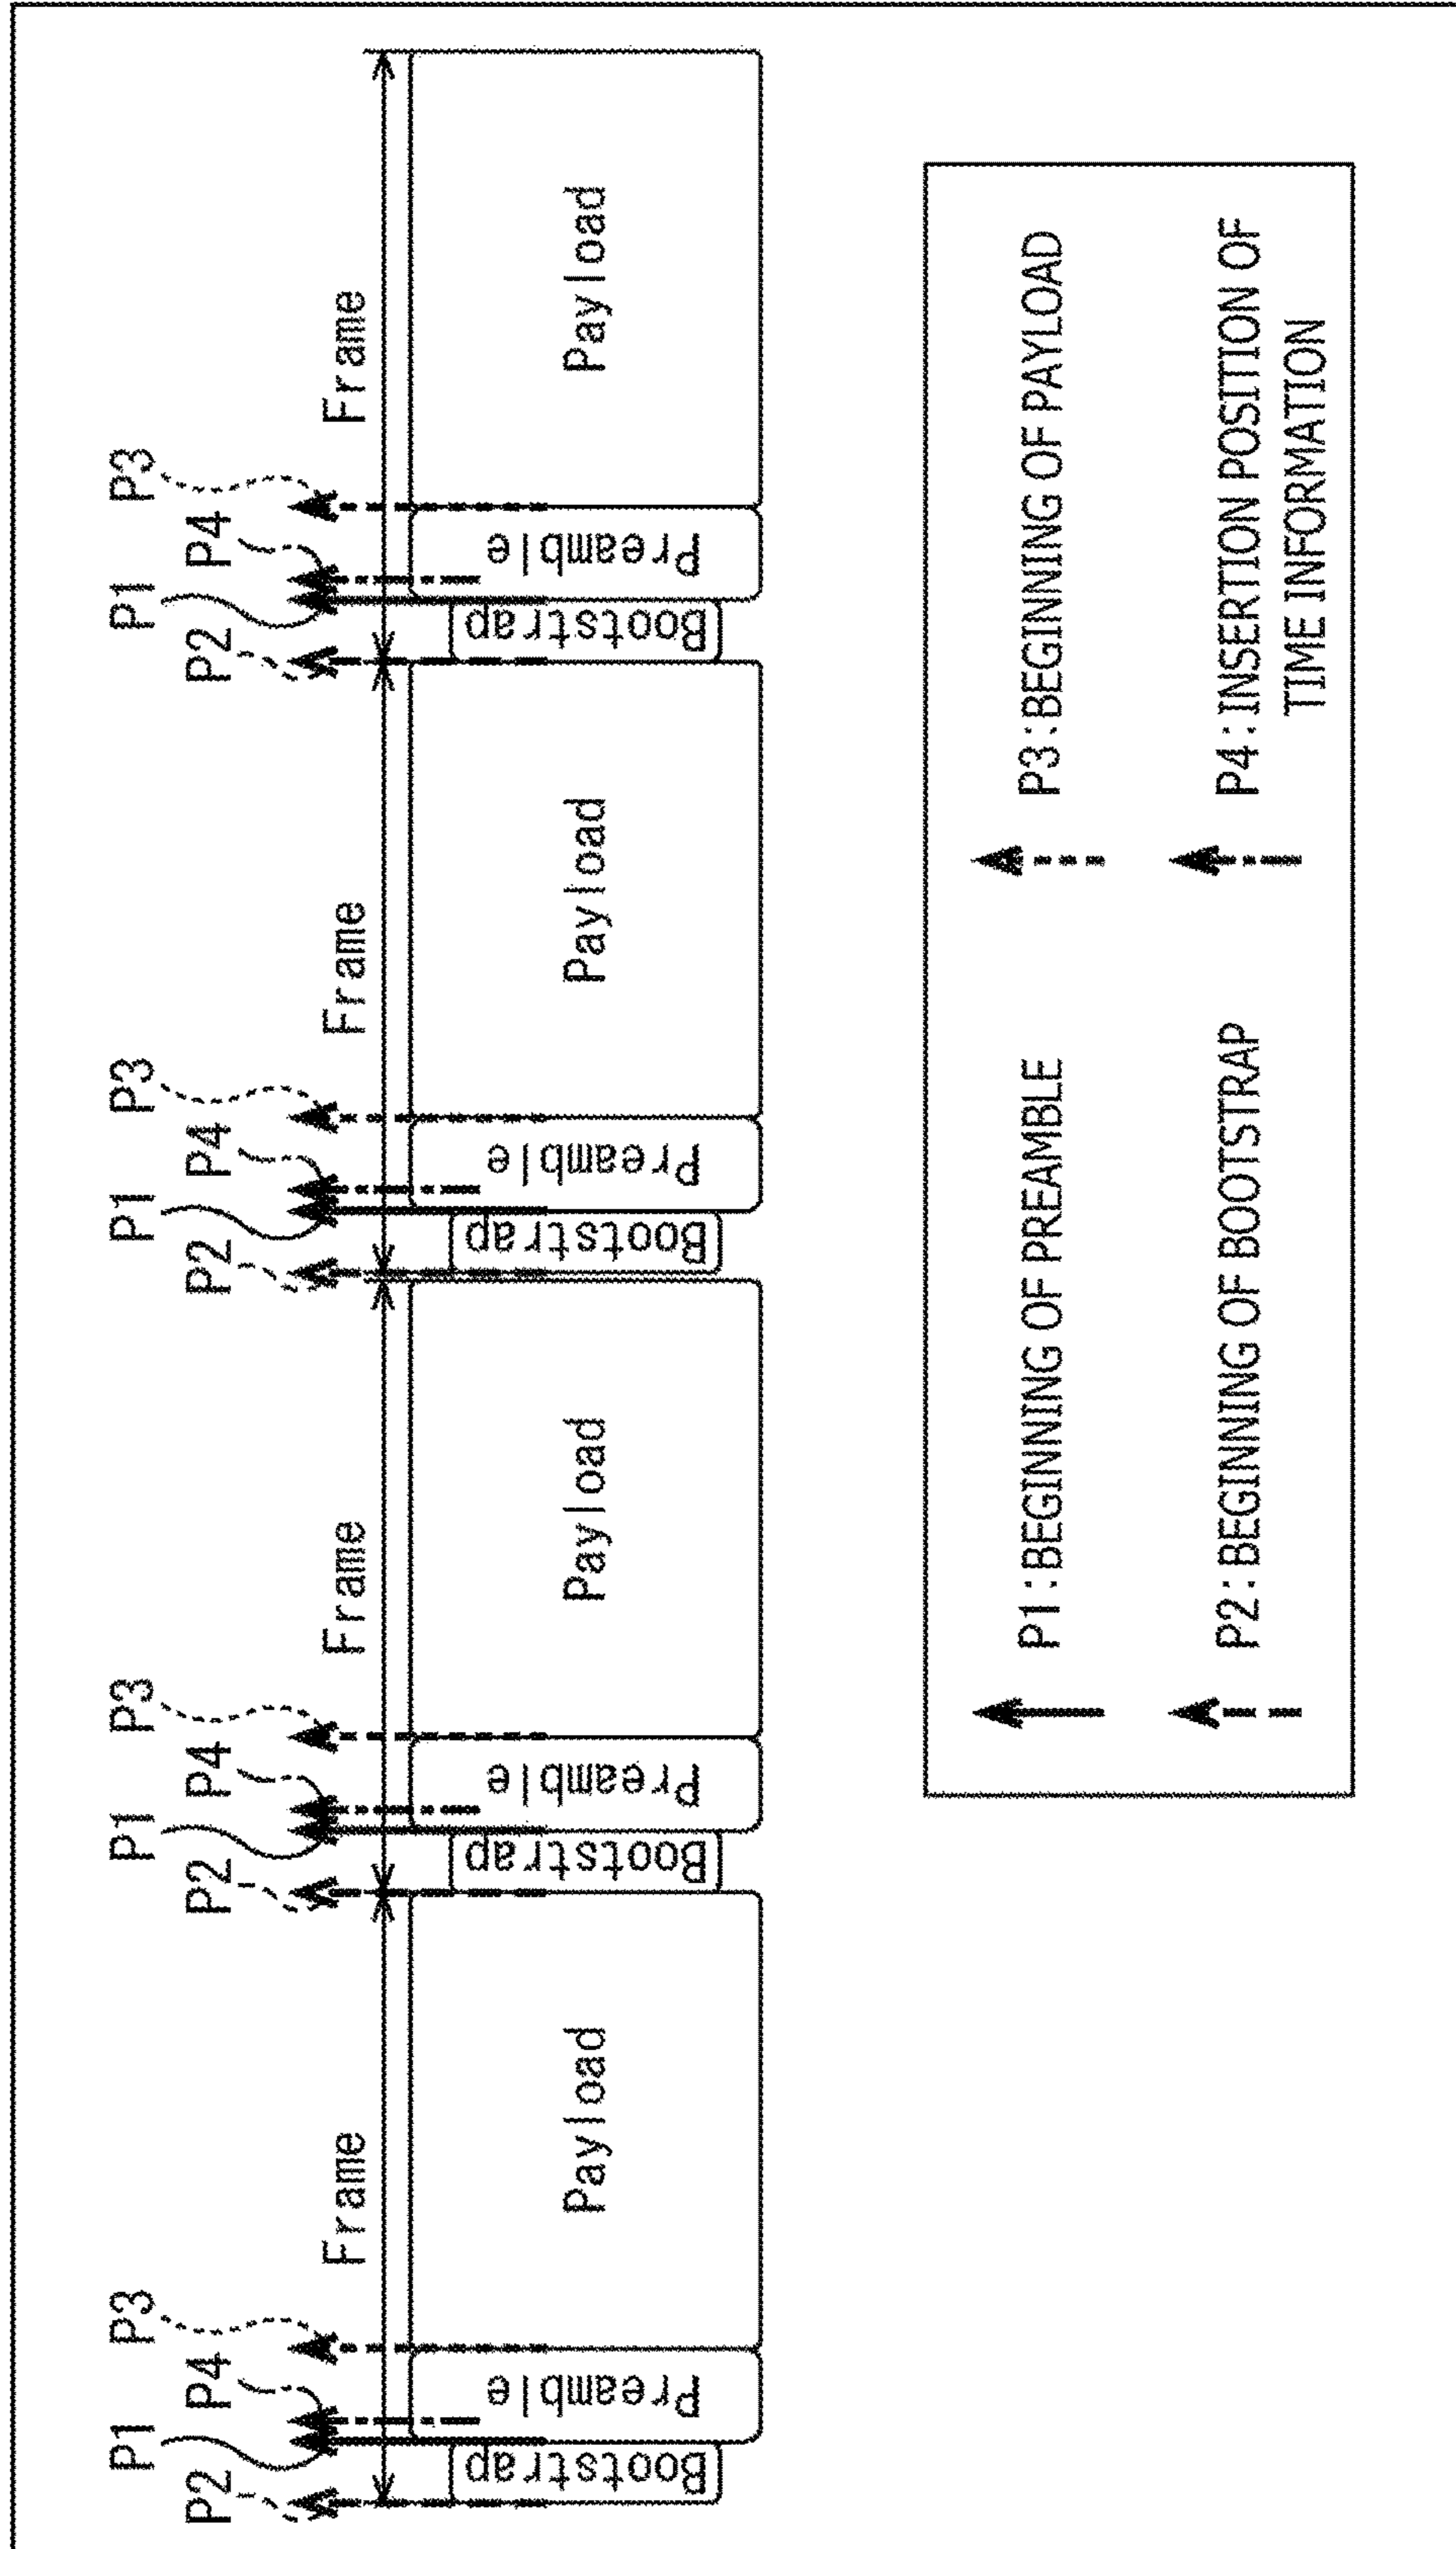 P1 P3 P1 P3 P1 P3 P1 P3
P2 P4 P2 P4 P2 P4 P2 P4
Frame Frame Frame Frame
Bootstrap Preamble Payload Bootstrap Preamble Payload Bootstrap Preamble Payload Bootstrap Preamble Payload
P1:BEGINNING OF PREAMBLE
P3:BEGINNING OF PAYLOAD
P2:BEGINNING OF BOOTSTRAP
P4:INSERTION POSITION OF
TIME INFORMATION